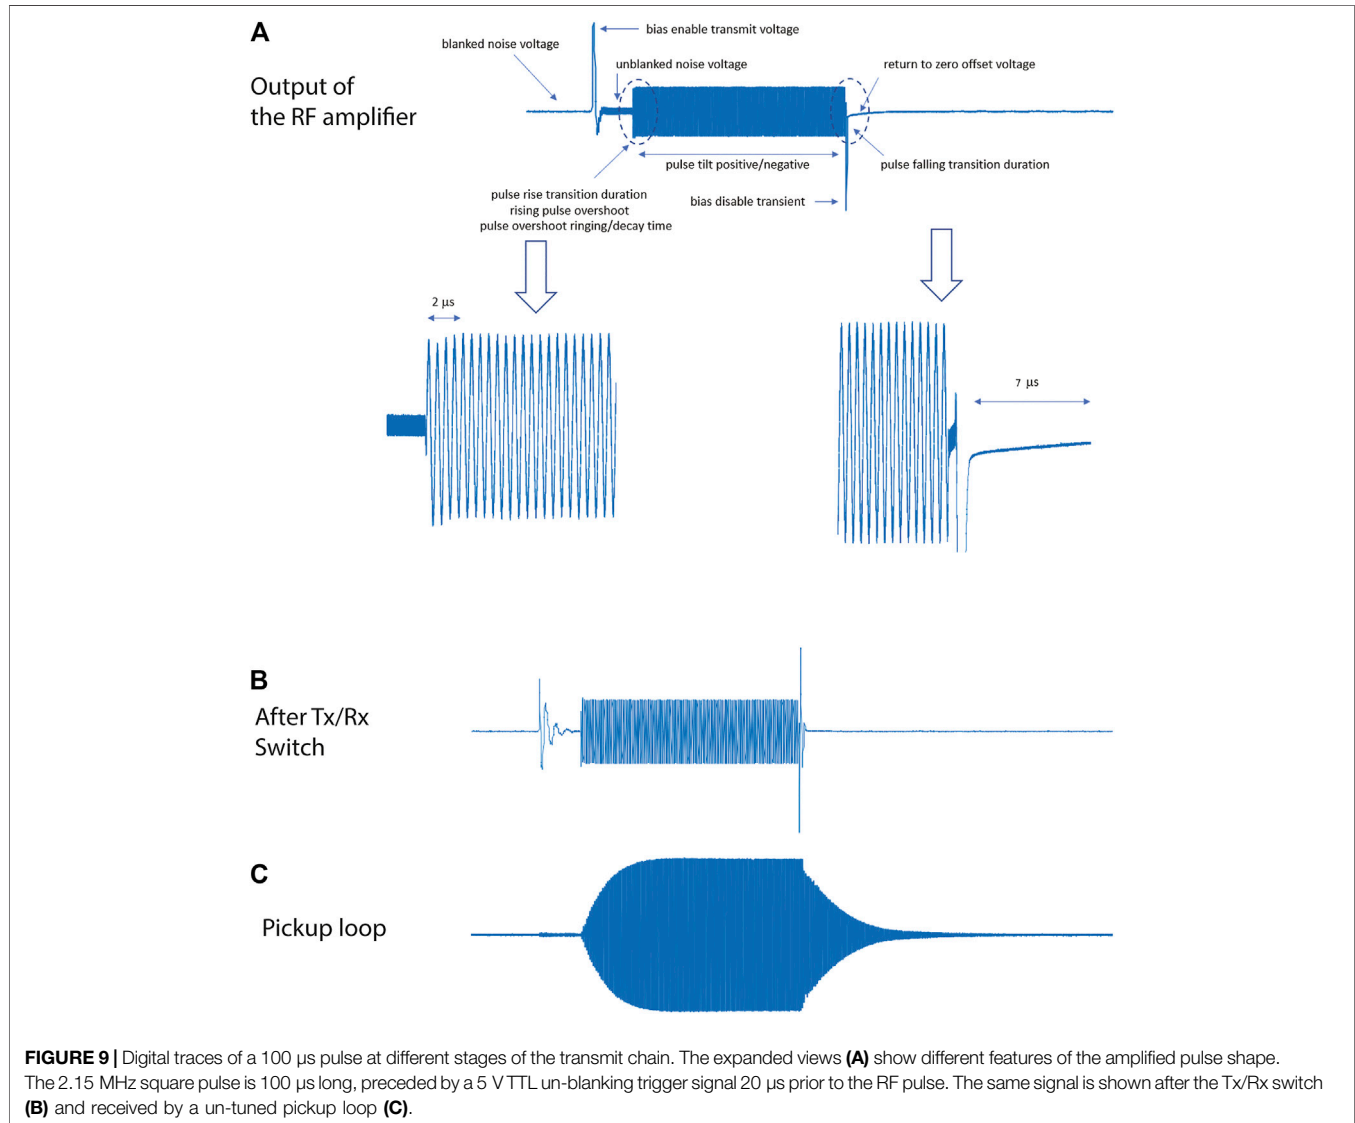 A
Output of
the RF amplifier
blanked noise voltage
bias enable transmit voltage
unblanked noise voltage
return to zero offset voltage
pulse tilt positive/negative
pulse falling transition duration
pulse rise transition duration
rising pulse overshoot
pulse overshoot ringing/decay time
bias disable transient
2 μs
7 μs
B
After Tx/Rx
Switch
C
Pickup loop
FIGURE 9 | Digital traces of a 100 μs pulse at different stages of the transmit chain. The expanded views (A) show different features of the amplified pulse shape.
The 2.15 MHz square pulse is 100 μs long, preceded by a 5 V TTL un-blanking trigger signal 20 μs prior to the RF pulse. The same signal is shown after the Tx/Rx switch
(B) and received by a un-tuned pickup loop (C).